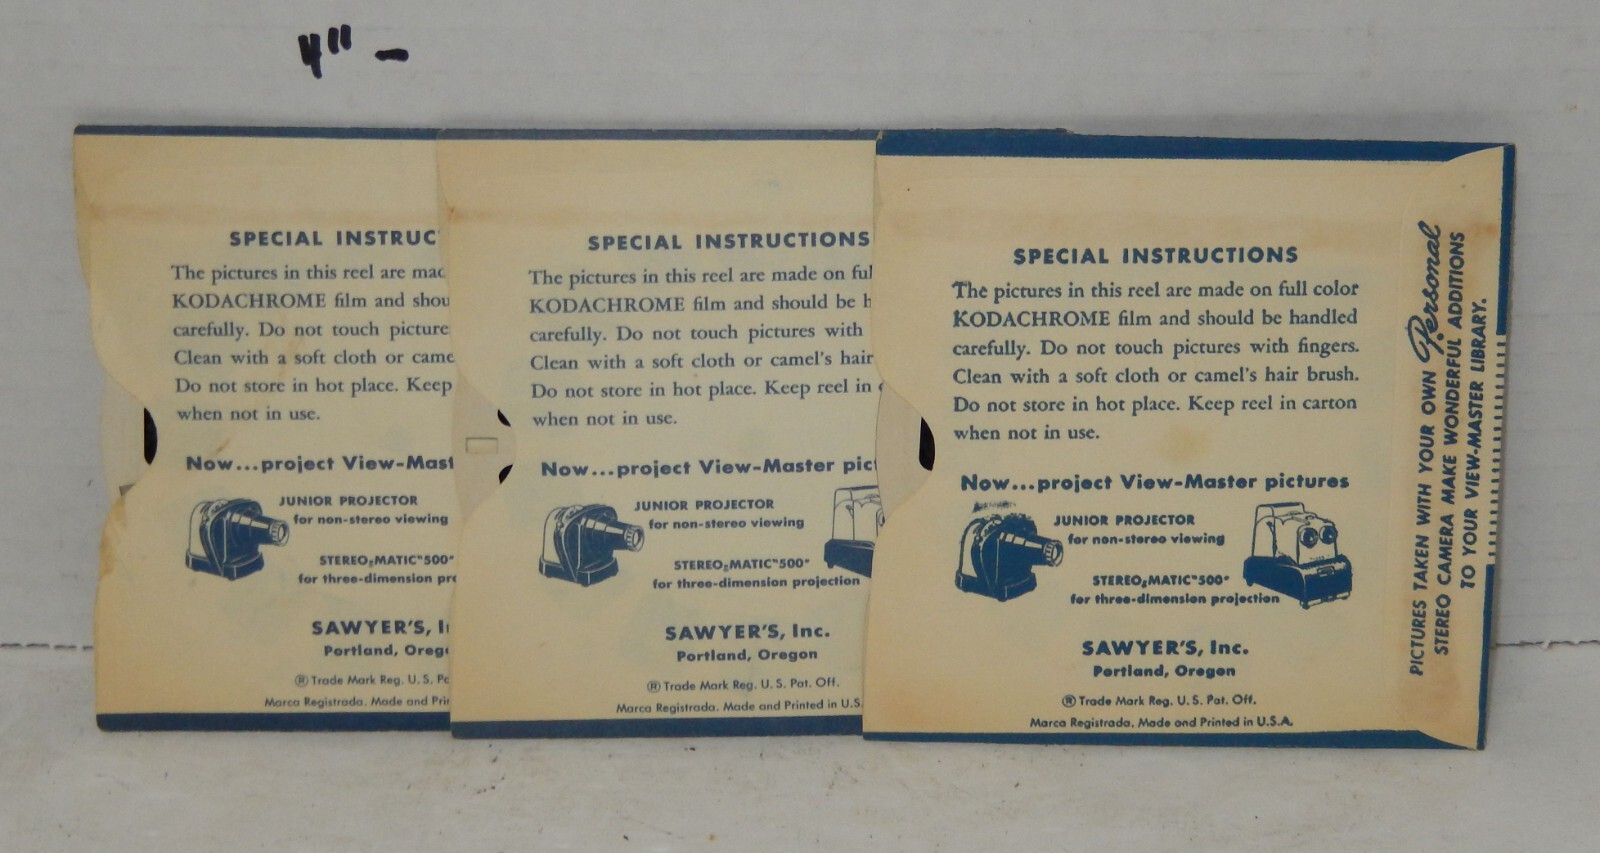 4" -
SPECIAL INSTRUC
The pictures in this reel are mad
KODACHROME film and shou
carefully. Do not touch picture
Clean with a soft cloth or came
Do not store in hot place. Keep
when not in use.
Now...project View-Mast
JUNIOR PROJECTOR
for non-stereo viewing
STEREO-MATIC "500"
for three-dimension pro
SAWYER'S, I
Portland, Orego
® Trade Mark Reg. U. S. Pa
Marca Registrada. Made and Prin
SPECIAL INSTRUCTIONS
The pictures in this reel are made on ful
KODACHROME film and should be h
carefully. Do not touch pictures with
Clean with a soft cloth or camel's hair
Do not store in hot place. Keep reel in
when not in use.
Now...project View-Master pic
JUNIOR PROJECTOR
for non-stereo viewing
STEREO-MATIC "500"
for three-dimension projection
SAWYER'S, Inc.
Portland, Oregon
® Trade Mark Reg. U. S. Pat. Off.
Marca Registrada. Made and Printed in U.S.
SPECIAL INSTRUCTIONS
The pictures in this reel are made on full color
KODACHROME film and should be handled
carefully. Do not touch pictures with fingers.
Clean with a soft cloth or camel's hair brush.
Do not store in hot place. Keep reel in carton
when not in use.
Now...project View-Master pictures
JUNIOR PROJECTOR
for non-stereo viewing
STEREO-MATIC "500"
for three-dimension projection
SAWYER'S, Inc.
Portland, Oregon
® Trade Mark Reg. U. S. Pat. Off.
Marca Registrada. Made and Printed in U.S.A.
PICTURES TAKEN WITH YOUR OWN Personal
STEREO CAMERA MAKE WONDERFUL ADDITIONS
TO YOUR VIEW-MASTER LIBRARY.